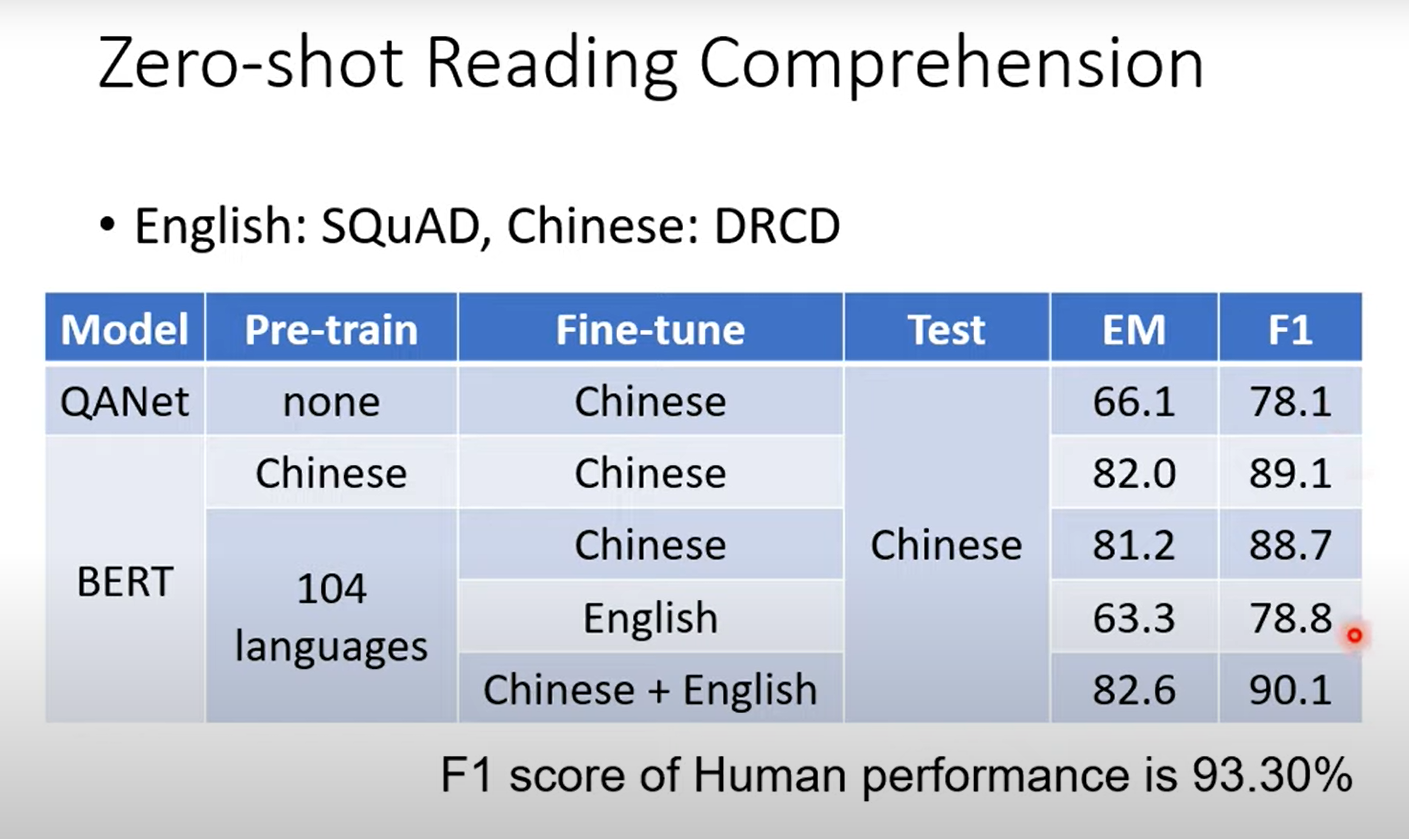 Zero-shot Reading Comprehension
• English: SQuAD, Chinese: DRCD
Model Pre-train Fine-tune Test EM F1
QANet none Chinese 66.1 78.1
Chinese Chinese 82.0 89.1
Chinese Chinese 81.2 88.7
BERT 104
English 63.3 78.8
languages
Chinese + English 82.6 90.1
F1 score of Human performance is 93.30%